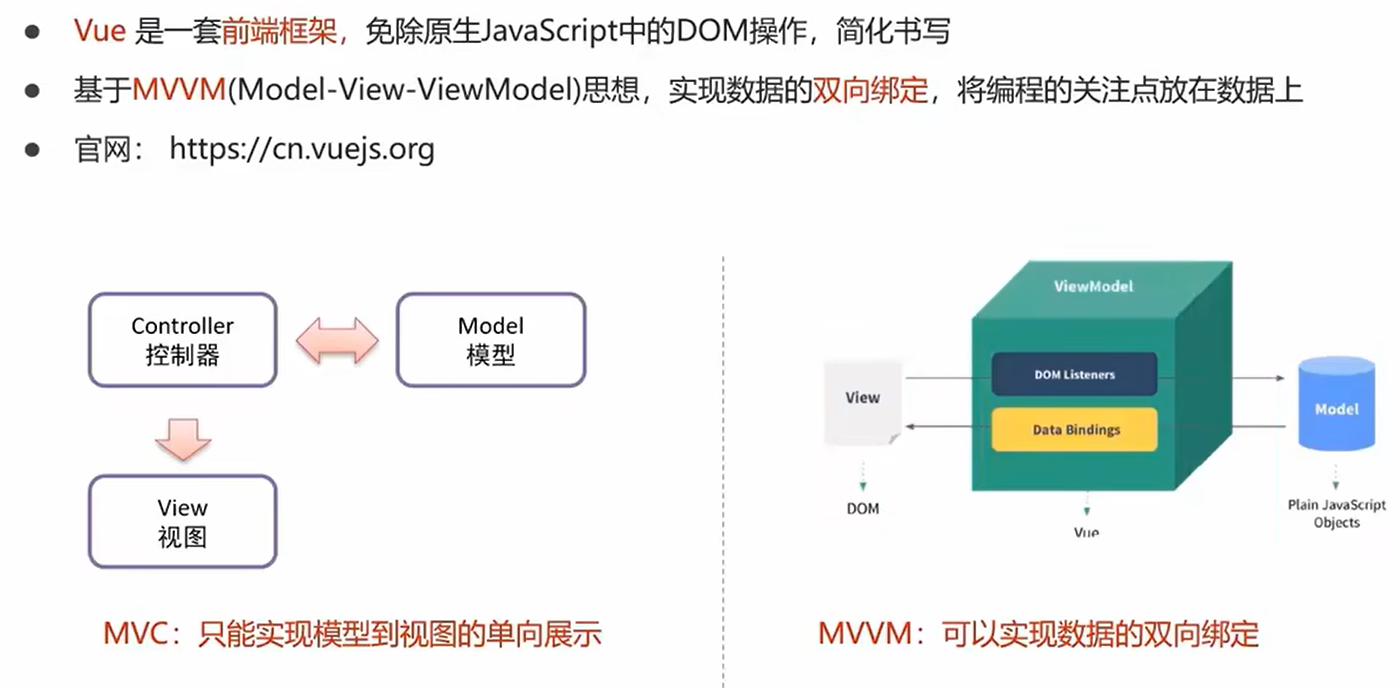 Vue 是一套前端框架，免除原生JavaScript中的DOM操作，简化书写
基于MVVM(Model-View-ViewModel)思想，实现数据的双向绑定，将编程的关注点放在数据上
官网： https://cn.vuejs.org
Controller
控制器
Model
模型
View
视图
MVC：只能实现模型到视图的单向展示
ViewModel
DOM Listeners
View
Model
Data Bindings
DOM
Vue
Plain JavaScript
Objects
MVVM：可以实现数据的双向绑定